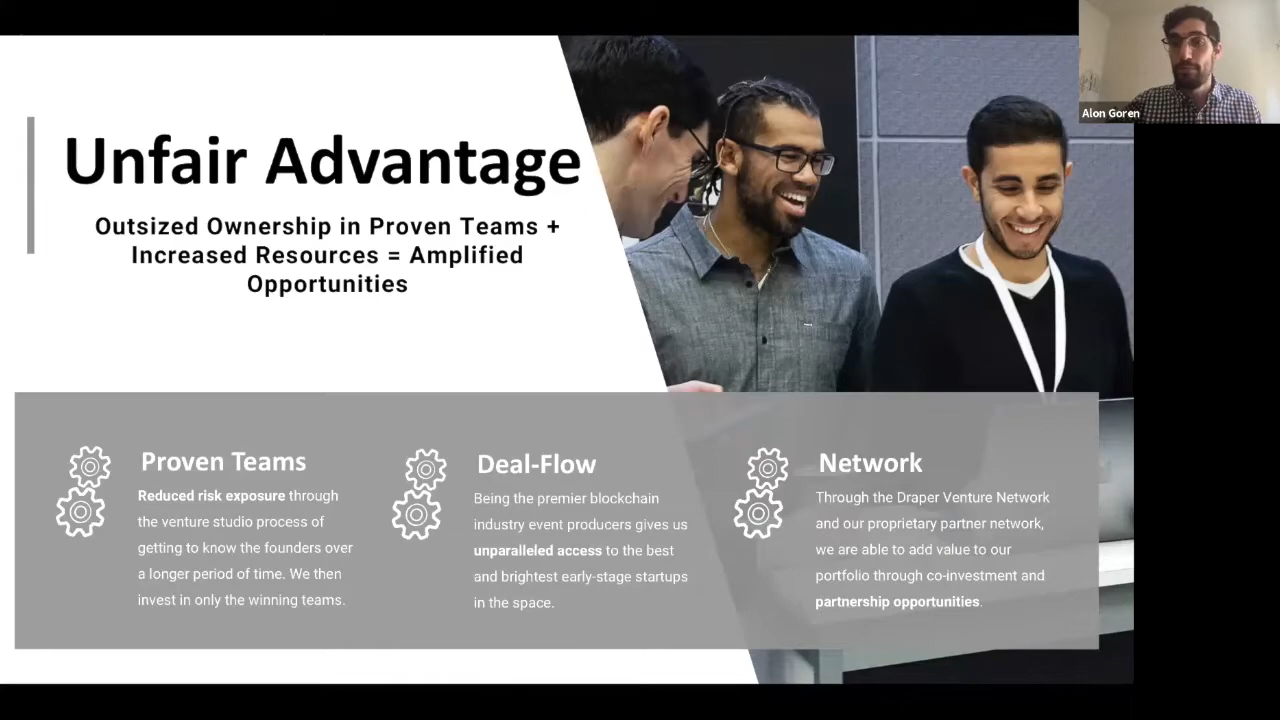 Alon Goren
Unfair Advantage
Outsized Ownership in Proven Teams +
Increased Resources = Amplified
Opportunities
Proven Teams
Reduced risk exposure through
the venture studio process of
getting to know the founders over
a longer period of time. We then
invest in only the winning teams.
Deal-Flow
Being the premier blockchain
industry event producers gives us
unparalleled access to the best
and brightest early-stage startups
in the space.
Network
Through the Draper Venture Network
and our proprietary partner network,
we are able to add value to our
portfolio through co-investment and
partnership opportunities.